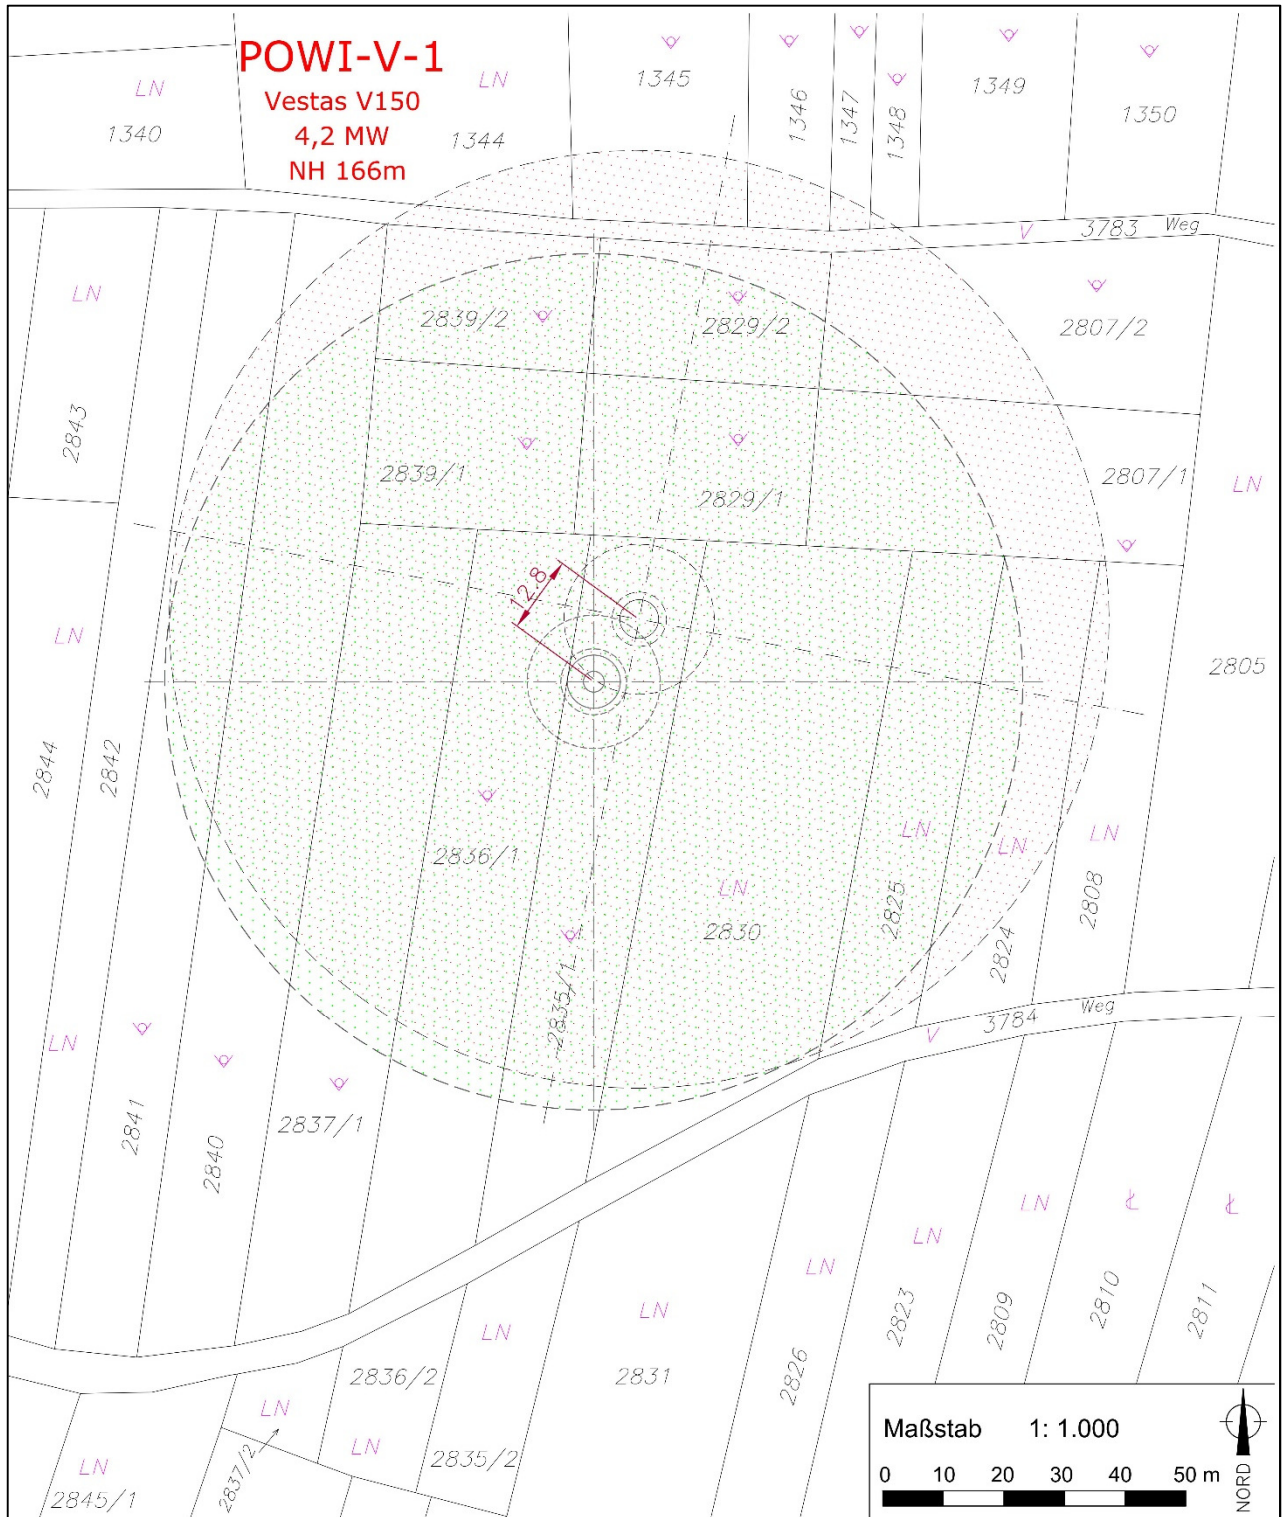 POWI-V-1
Vestas V150
4,2 MW
NH 166m
LN
1340
LN
1344
1345
1346
1347
1348
1349
1350
V
3783
Weg
LN
2843
2839/2
2829/2
2807/2
2839/1
2829/1
2807/1
LN
12.8
LN
2805
2844
2842
2836/1
LN
2830
2835/1
LN
2825
LN
2824
LN
2808
V
3784
Weg
LN
2841
2840
2837/1
LN
2823
LN
2809
Ł
2810
Ł
2811
LN
2826
LN
2831
LN
2836/2
LN
2837/2
LN
2835/2
LN
2845/1
Maßstab 1: 1.000
0 10 20 30 40 50 m
NORD